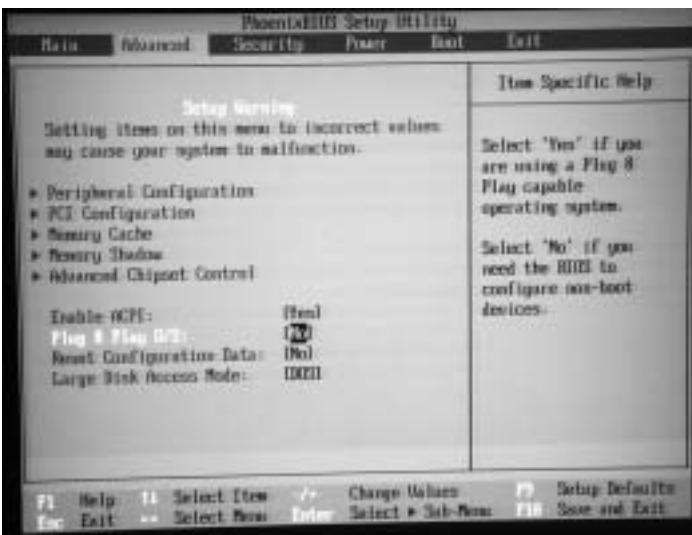 PhoenixBIOS Setup Utility
Main Advanced Security Power Boot Exit
Setup Warning
Setting items on this menu to incorrect values
may cause your system to malfunction.
Peripheral Configuration
PCI Configuration
Memory Cache
Memory Shadow
Advanced Chipset Control
Enable ACPI: [Yes]
Plug & Play O/S: [No]
Reset Configuration Data: [No]
Large Disk Access Mode: [DOS]
Item Specific Help
Select 'Yes' if you
are using a Plug &
Play capable
operating system.
Select 'No' if you
need the BIOS to
configure non-boot
devices.
F1 Help ↑↓ Select Item -/+ Change Values F9 Setup Defaults
Esc Exit ↔ Select Menu Enter Select ▶ Sub-Menu F10 Save and Exit